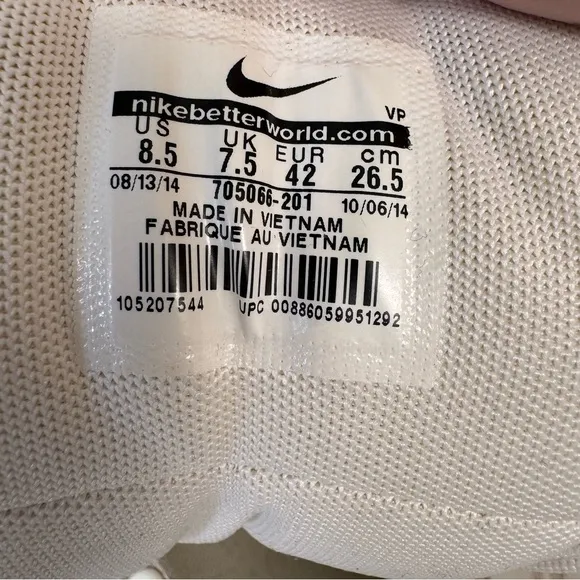 VP
nikebetterworld.com
US UK EUR cm
8.5 7.5 42 26.5
08/13/14 705066-201 10/06/14
MADE IN VIETNAM
FABRIQUE AU VIETNAM
105207544 UPC 00886059951292